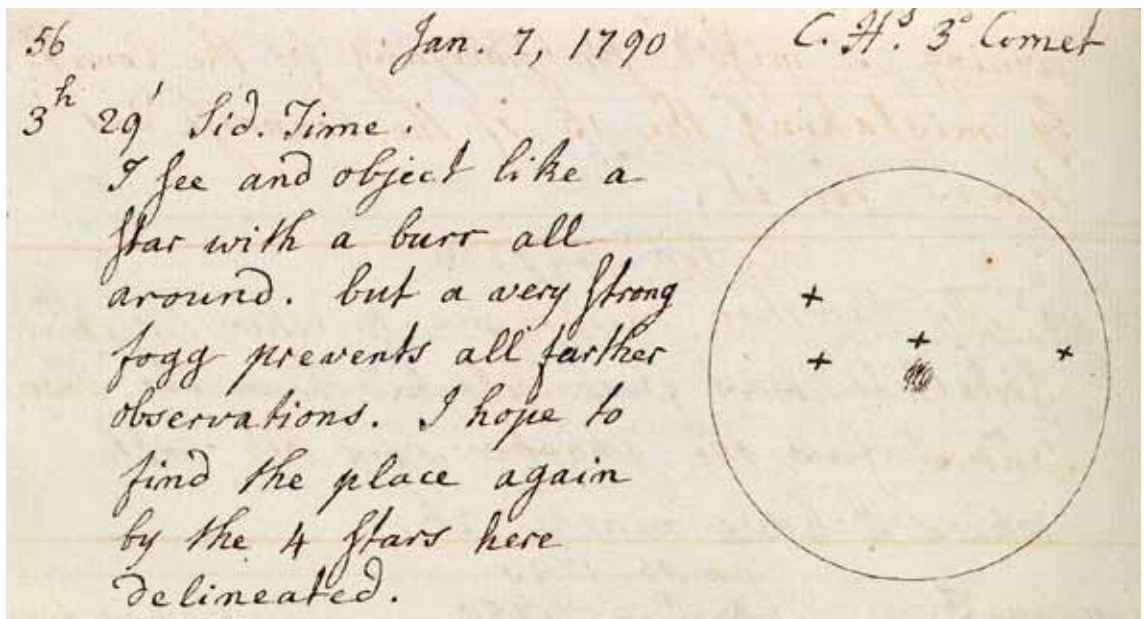 56 Jan. 7, 1790 C. H.s 3d Comet
3h 29' Sid. Time.
I see and object like a
star with a burr all
around. but a very strong
fogg prevents all farther
observations. I hope to
find the place again
by the 4 stars here
delineated.